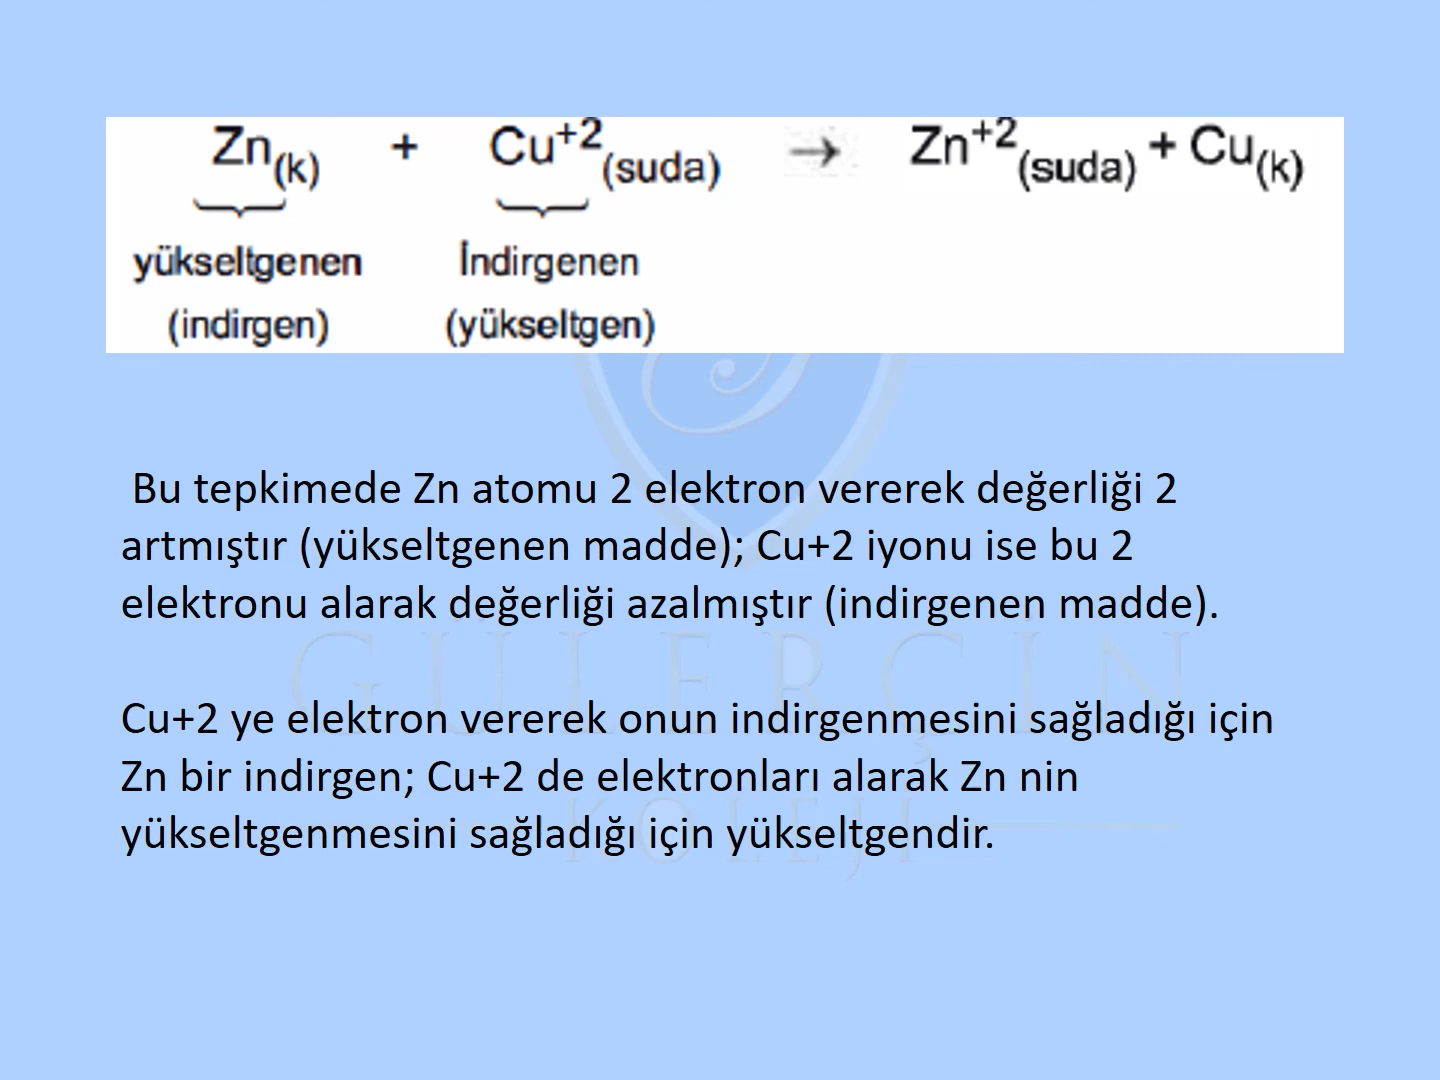 Zn(k) + Cu+2(suda) → Zn+2(suda) + Cu(k)
yükseltgenen İndirgenen
(indirgen) (yükseltgen)
Bu tepkimede Zn atomu 2 elektron vererek değerliği 2
artmıştır (yükseltgenen madde); Cu+2 iyonu ise bu 2
elektronu alarak değerliği azalmıştır (indirgenen madde).
GÜLERÇİN
Cu+2 ye elektron vererek onun indirgenmesini sağladığı için
Zn bir indirgen; Cu+2 de elektronları alarak Zn nin
KOLEJİ
yükseltgenmesini sağladığı için yükseltgendir.